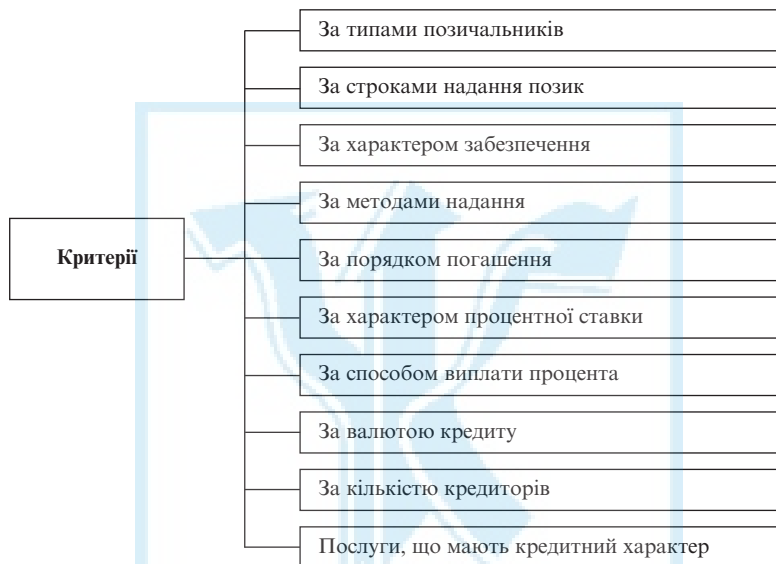 За типами позичальників
За строками надання позик
За характером забезпечення
За методами надання
Критерії
За порядком погашення
За характером процентної ставки
За способом виплати процента
За валютою кредиту
За кількістю кредиторів
Послуги, що мають кредитний характер